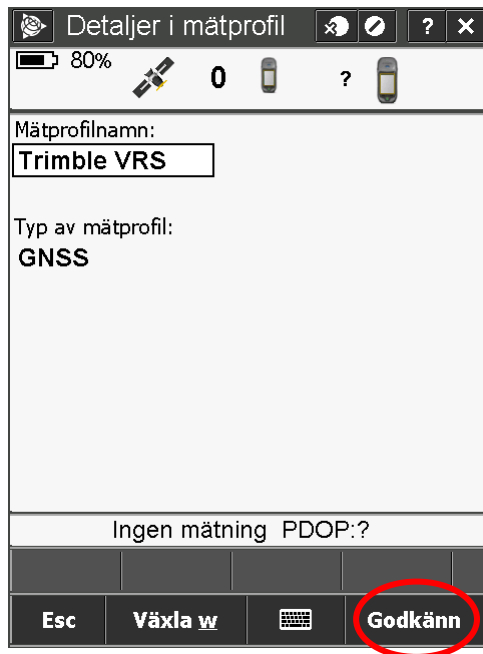 Detaljer i mätprofil ? ×
80% 0 ?
Mätprofilnamn:
Trimble VRS
Typ av mätprofil:
GNSS
Ingen mätning PDOP:?
Esc Växla w Godkänn